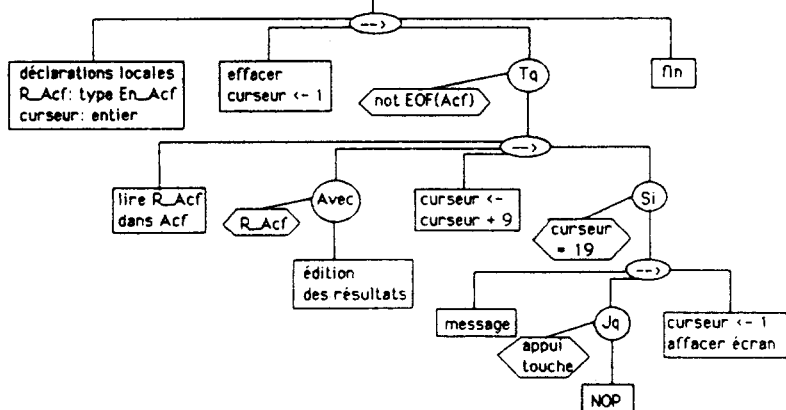 -->
déclarations locales
R_Acf: type En_Acf
curseur: entier
effacer
curseur <- 1
Tq
not EOF(Acf)
fin
-->
lire R_Acf
dans Acf
Avec
R_Acf
édition
des résultats
curseur <-
curseur + 9
Si
curseur
= 19
-->
message
Jq
appui
touche
NOP
curseur <- 1
affacer écran